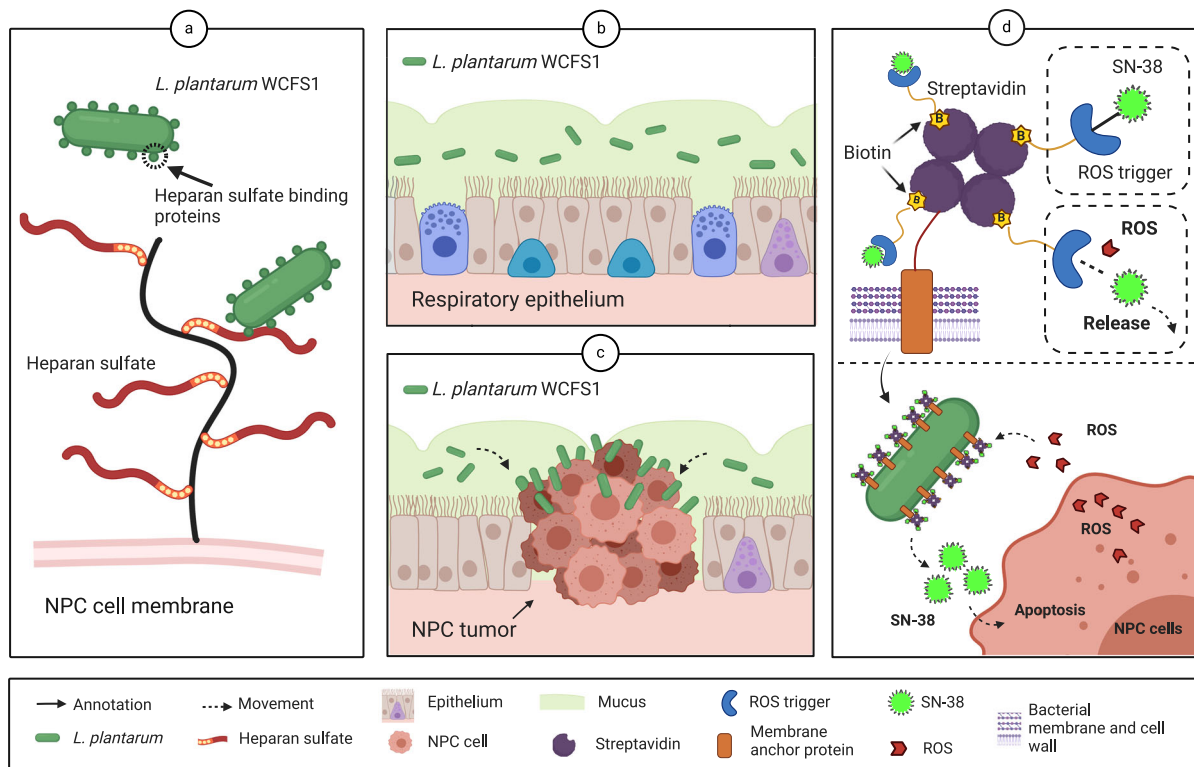 a
L. plantarum WCFS1
Heparan sulfate binding
proteins
Heparan sulfate
NPC cell membrane
b
L. plantarum WCFS1
Respiratory epithelium
c
L. plantarum WCFS1
NPC tumor
d
Streptavidin
SN-38
B
B
Biotin
ROS trigger
B
B
ROS
Release
ROS
ROS
SN-38
Apoptosis
NPC cells
Annotation
Movement
Epithelium
Mucus
ROS trigger
SN-38
Bacterial
membrane and cell
wall
L. plantarum
Heparan sulfate
NPC cell
Streptavidin
Membrane
anchor protein
ROS